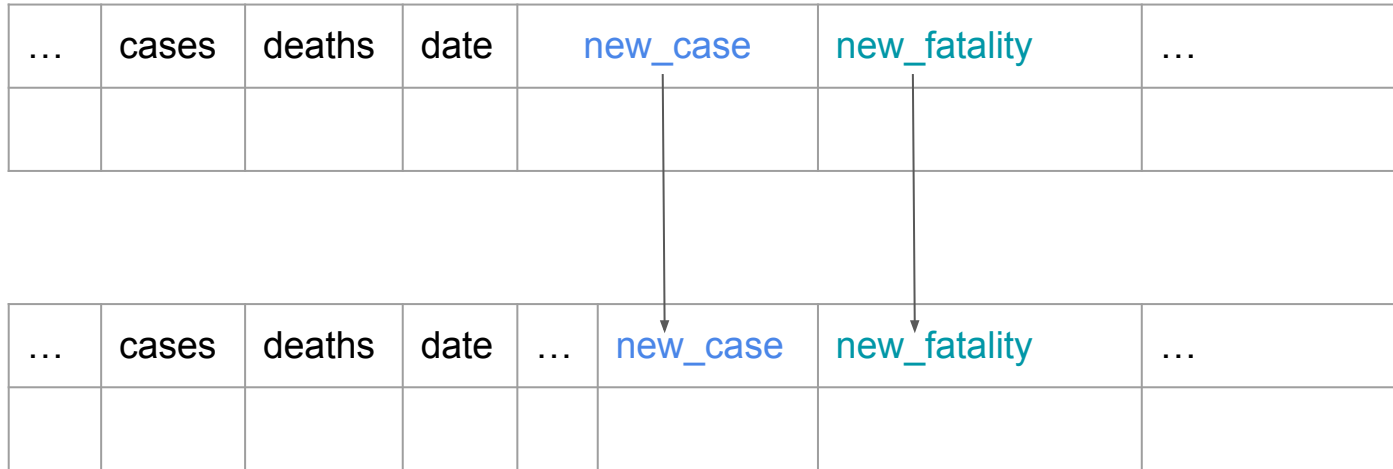 … cases deaths date new_case new_fatality …
… cases deaths date … new_case new_fatality …